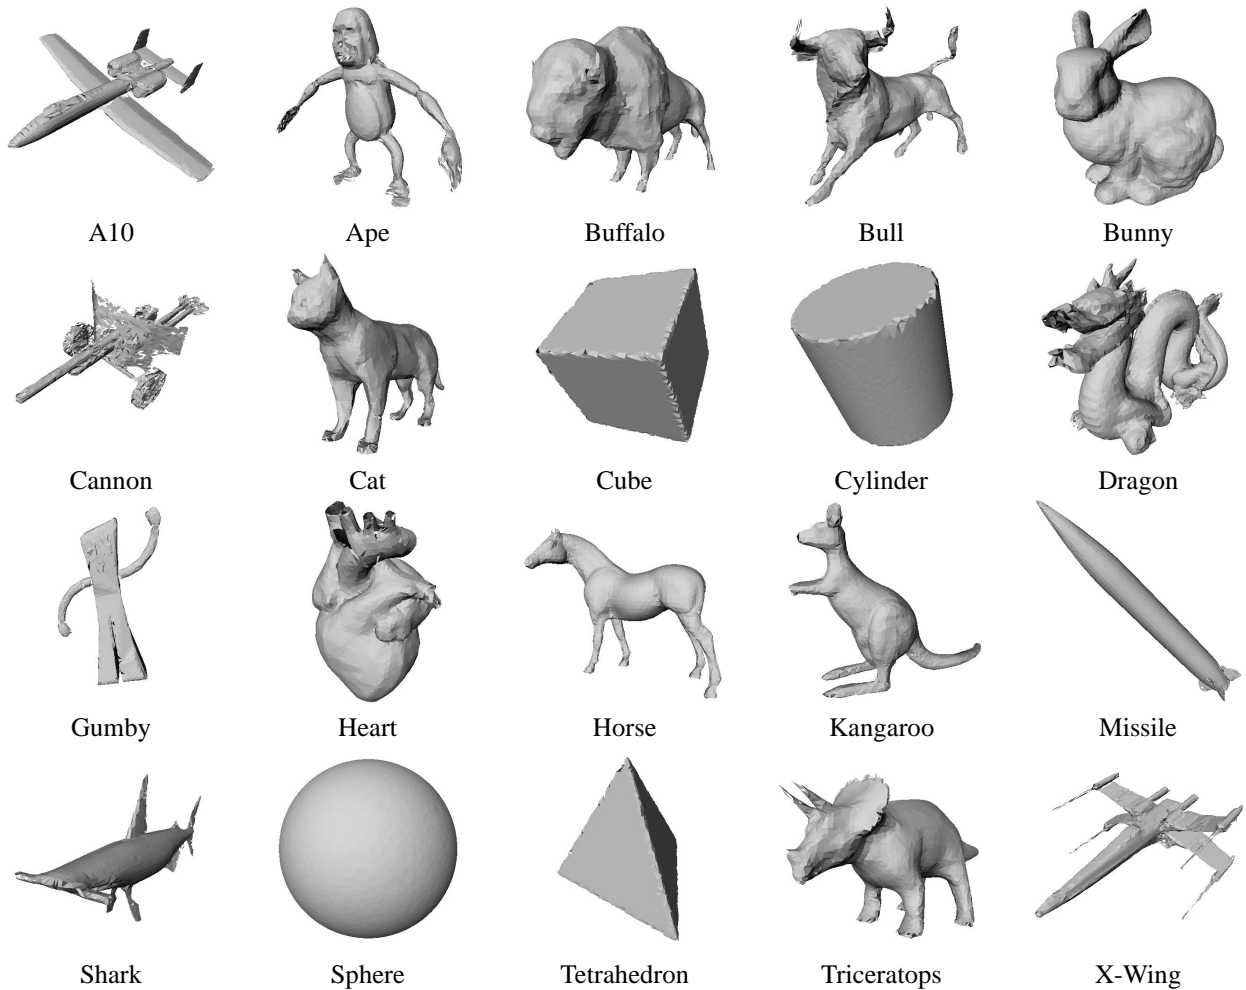 A10 Ape Buffalo Bull Bunny
Cannon Cat Cube Cylinder Dragon
Gumby Heart Horse Kangaroo Missile
Shark Sphere Tetrahedron Triceratops X-Wing